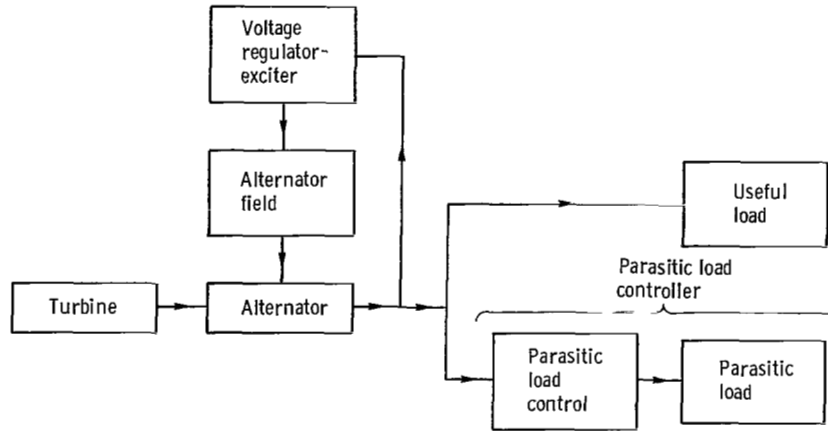 Voltage
regulator-
exciter
Alternator
field
Useful
load
Parasitic load
controller
Turbine
Alternator
Parasitic
load
control
Parasitic
load